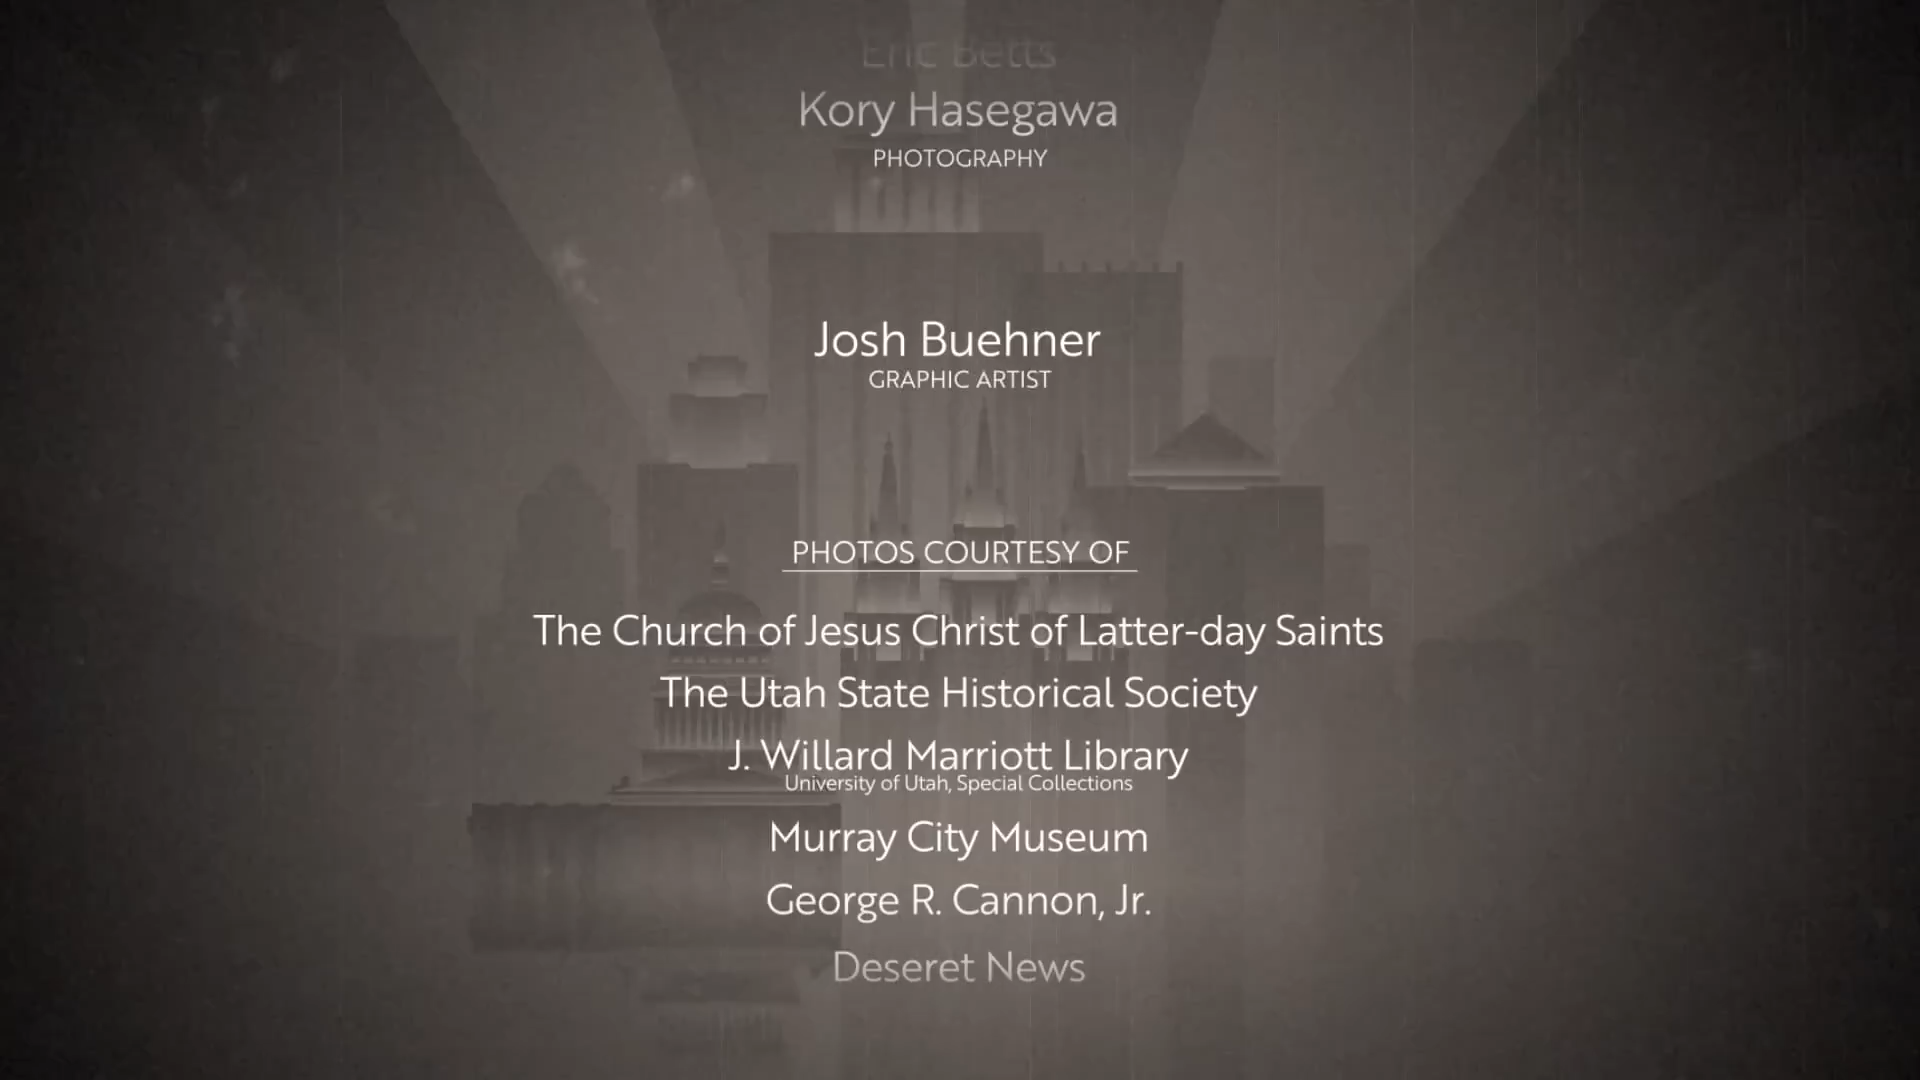 Eric Betts
Kory Hasegawa
PHOTOGRAPHY
Josh Buehner
GRAPHIC ARTIST
PHOTOS COURTESY OF
The Church of Jesus Christ of Latter-day Saints
The Utah State Historical Society
J. Willard Marriott Library
University of Utah, Special Collections
Murray City Museum
George R. Cannon, Jr.
Deseret News